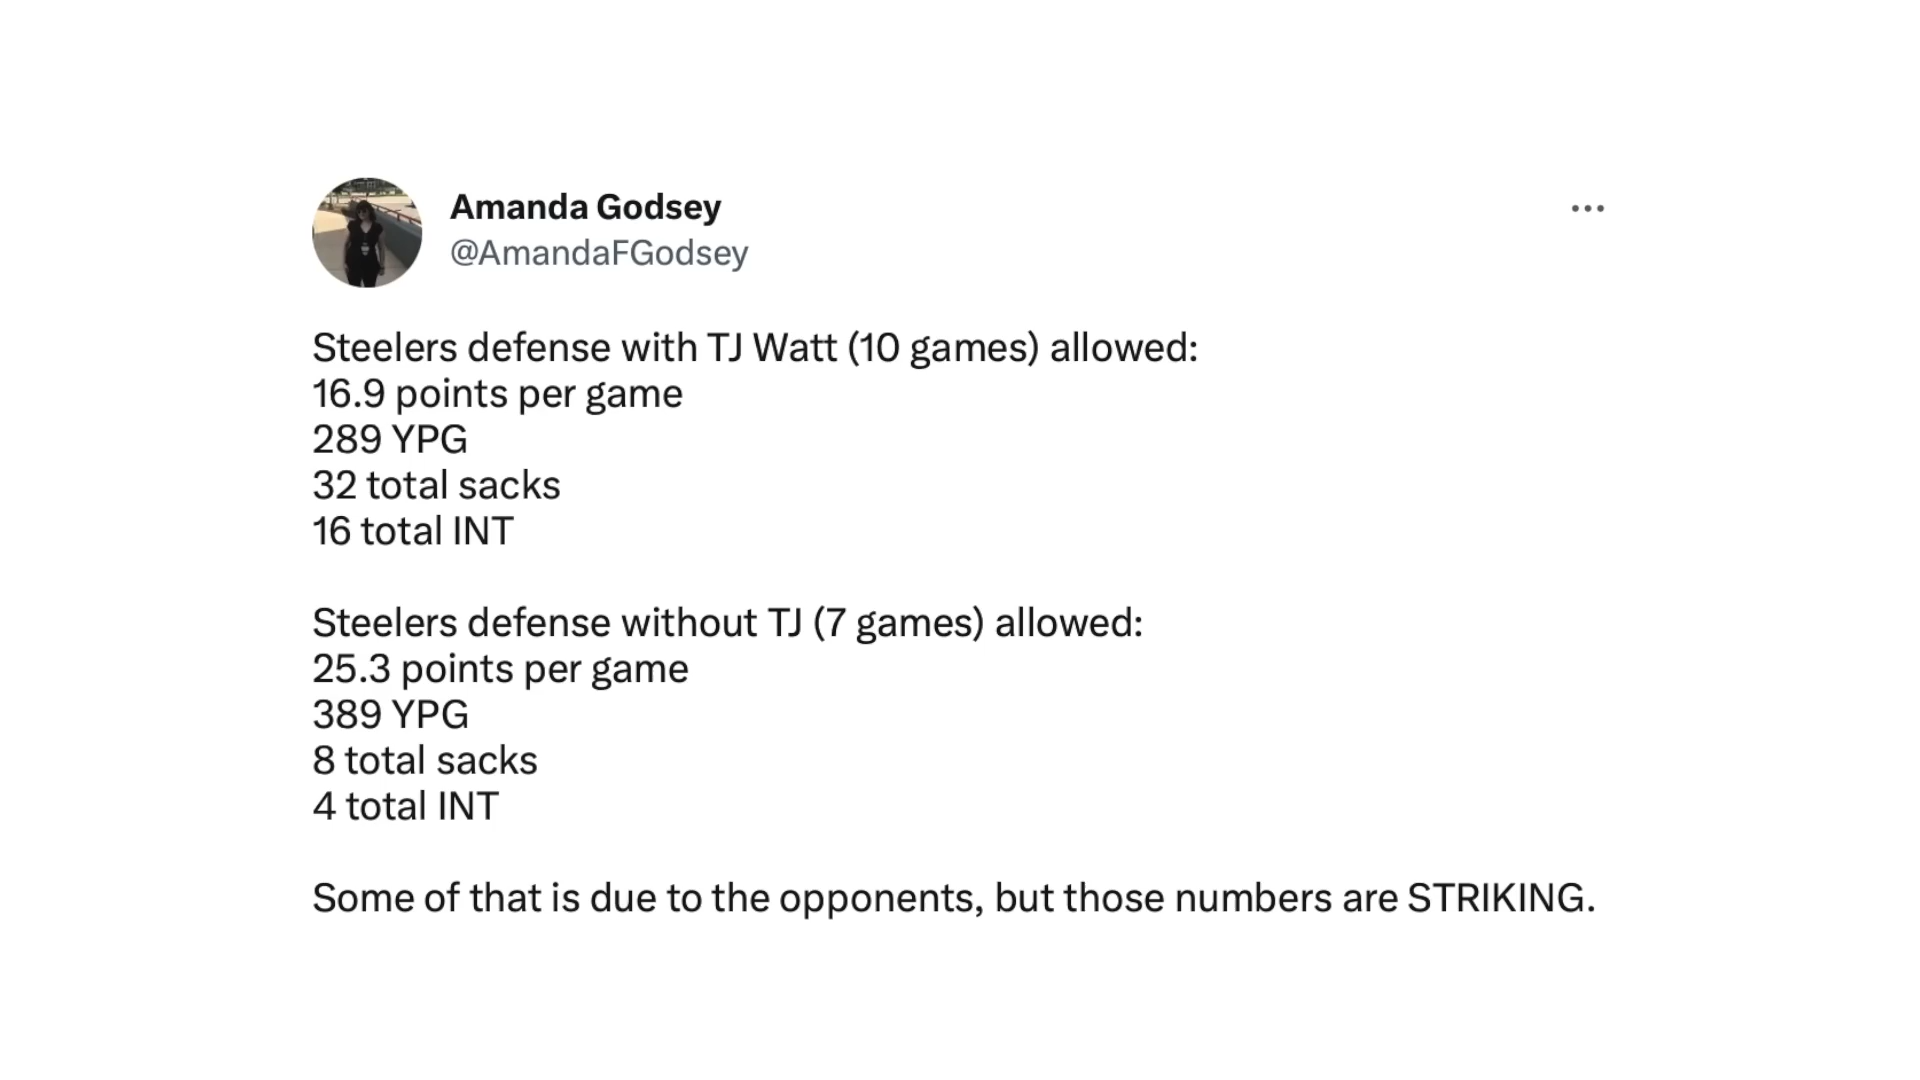 Amanda Godsey
@AmandaFGodsey
Steelers defense with TJ Watt (10 games) allowed:
16.9 points per game
289 YPG
32 total sacks
16 total INT
Steelers defense without TJ (7 games) allowed:
25.3 points per game
389 YPG
8 total sacks
4 total INT
Some of that is due to the opponents, but those numbers are STRIKING.